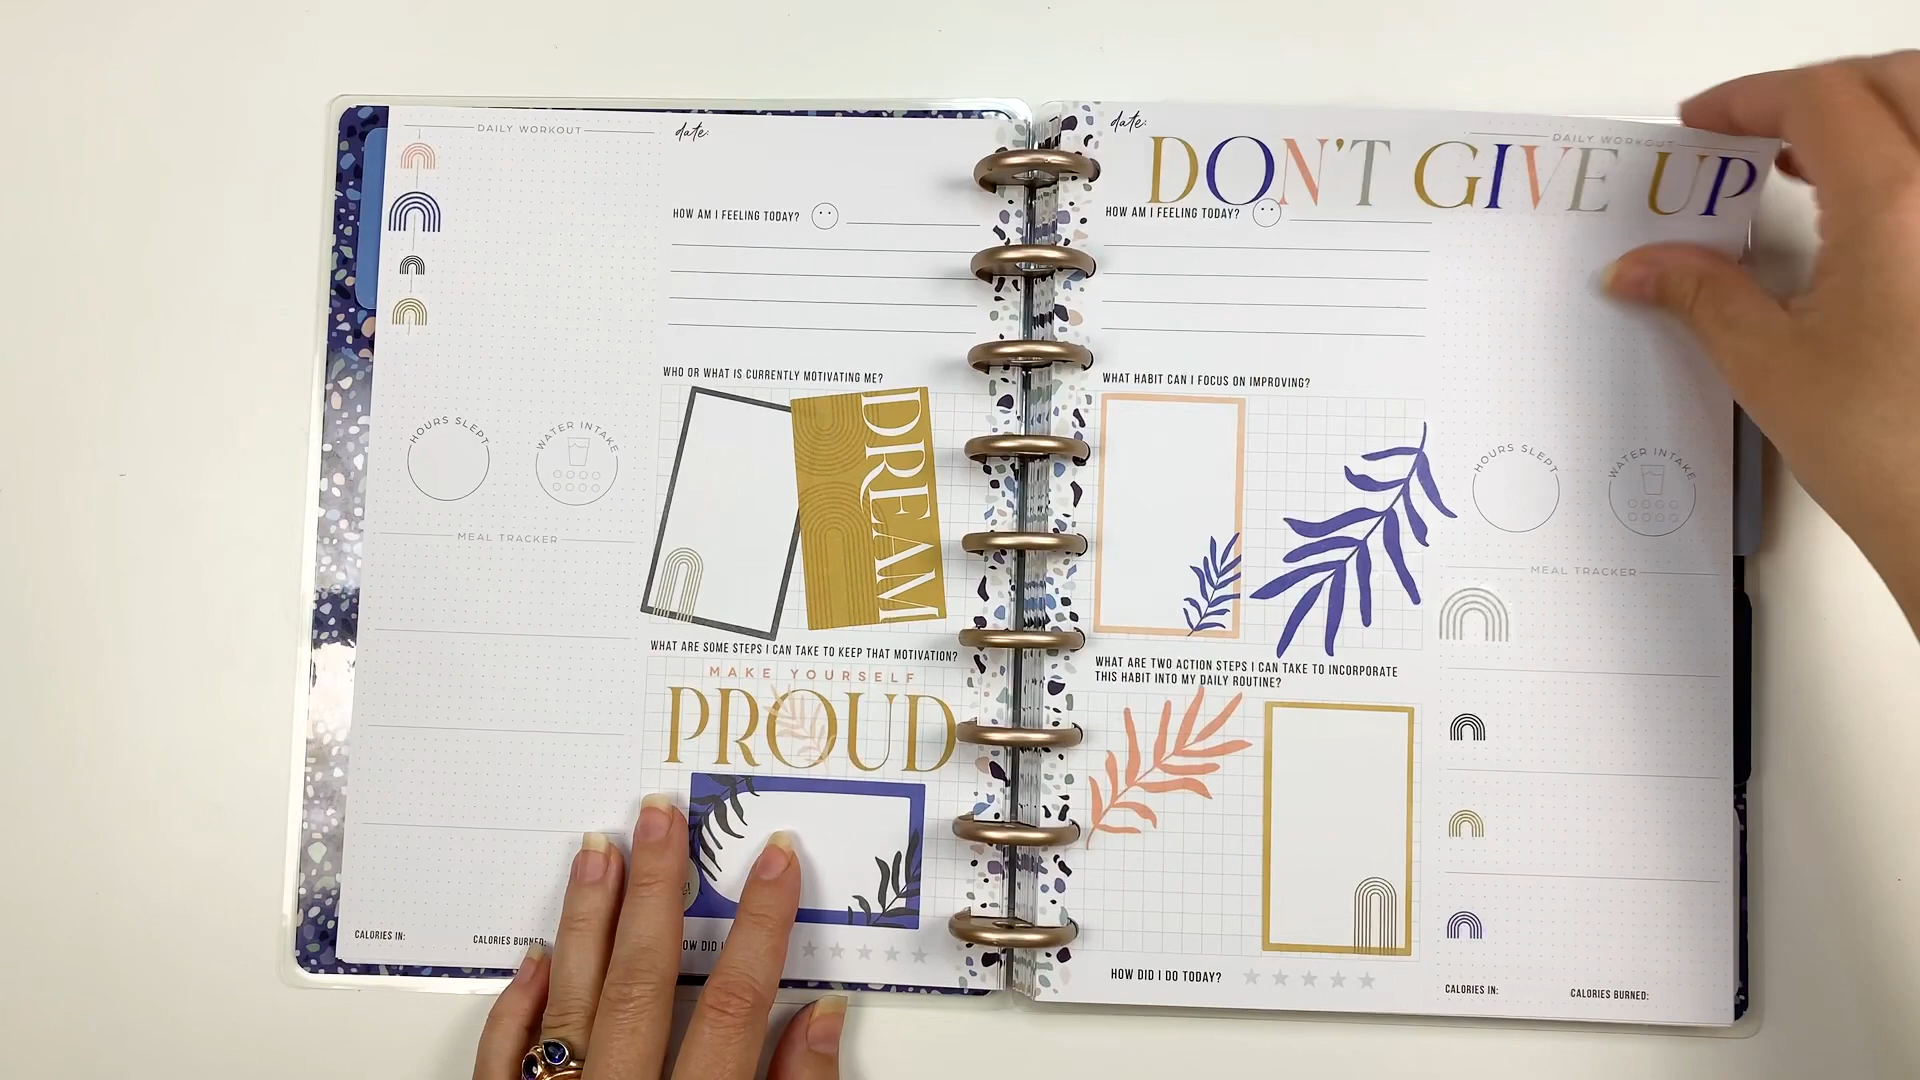 DAILY WORKOUT
HOURS SLEPT
WATER INTAKE
MEAL TRACKER
CALORIES IN:
CALORIES BURNED:
date:
HOW AM I FEELING TODAY?
WHO OR WHAT IS CURRENTLY MOTIVATING ME?
DREAM
WHAT ARE SOME STEPS I CAN TAKE TO KEEP THAT MOTIVATION?
MAKE YOURSELF
PROUD
date:
DON'T GIVE UP
HOW AM I FEELING TODAY?
WHAT HABIT CAN I FOCUS ON IMPROVING?
WHAT ARE TWO ACTION STEPS I CAN TAKE TO INCORPORATE
THIS HABIT INTO MY DAILY ROUTINE?
HOW DID I DO TODAY?
DAILY WORKOUT
HOURS SLEPT
WATER INTAKE
MEAL TRACKER
CALORIES IN:
CALORIES BURNED: